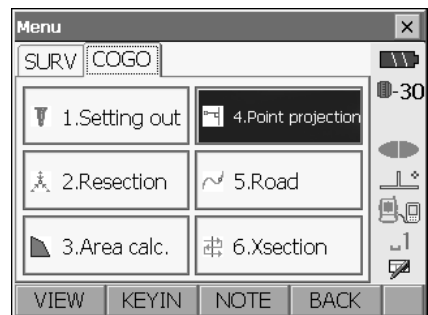 Menu
SURV COGO
1.Setting out 4.Point projection
2.Resection 5.Road
3.Area calc. 6.Xsection
-30
1
VIEW KEYIN NOTE BACK